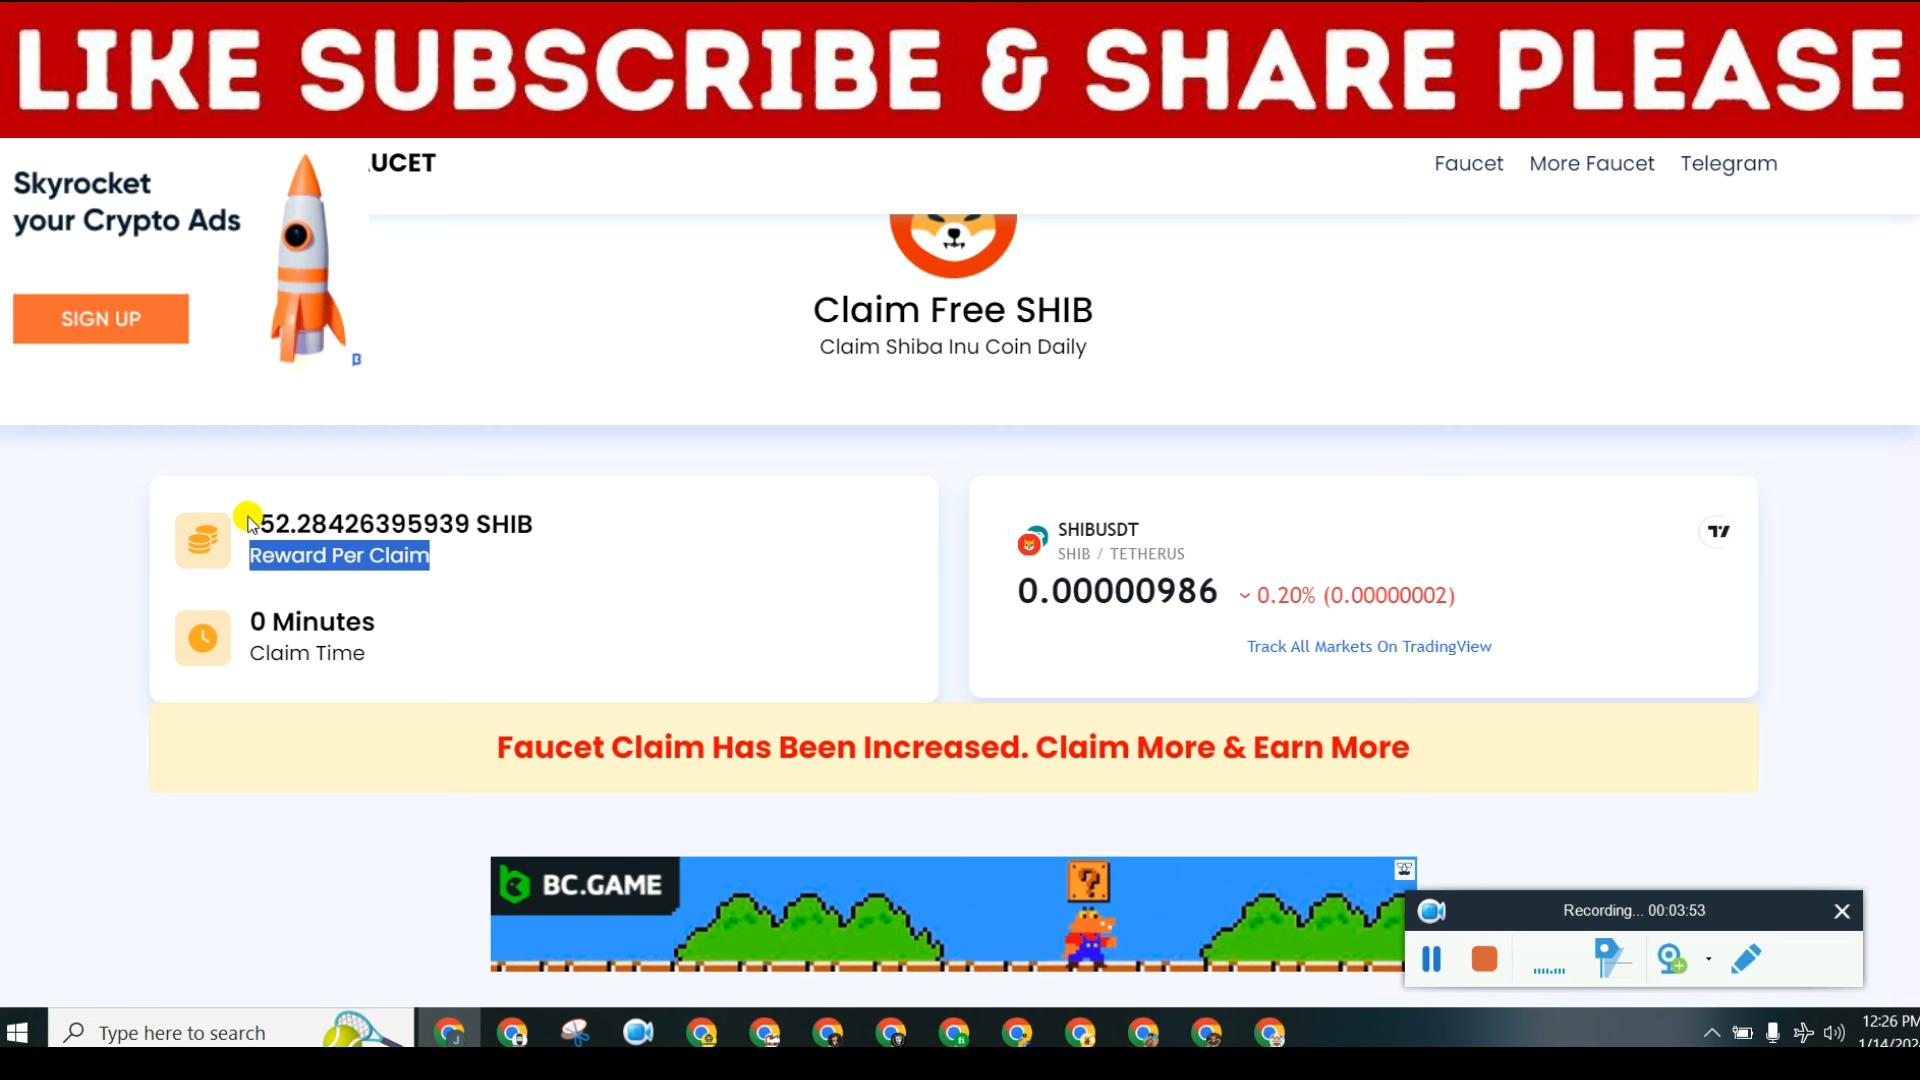 LIKE SUBSCRIBE & SHARE PLEASE
Skyrocket
your Crypto Ads
SIGN UP
Faucet More Faucet Telegram
Claim Free SHIB
Claim Shiba Inu Coin Daily
52.28426395939 SHIB
Reward Per Claim
0 Minutes
Claim Time
SHIBUSDT
SHIB / TETHERUS
0.00000986 0.20% (0.00000002)
Track All Markets On TradingView
Faucet Claim Has Been Increased. Claim More & Earn More
BC.GAME
?
Recording... 00:03:53
Type here to search
12:26 PM